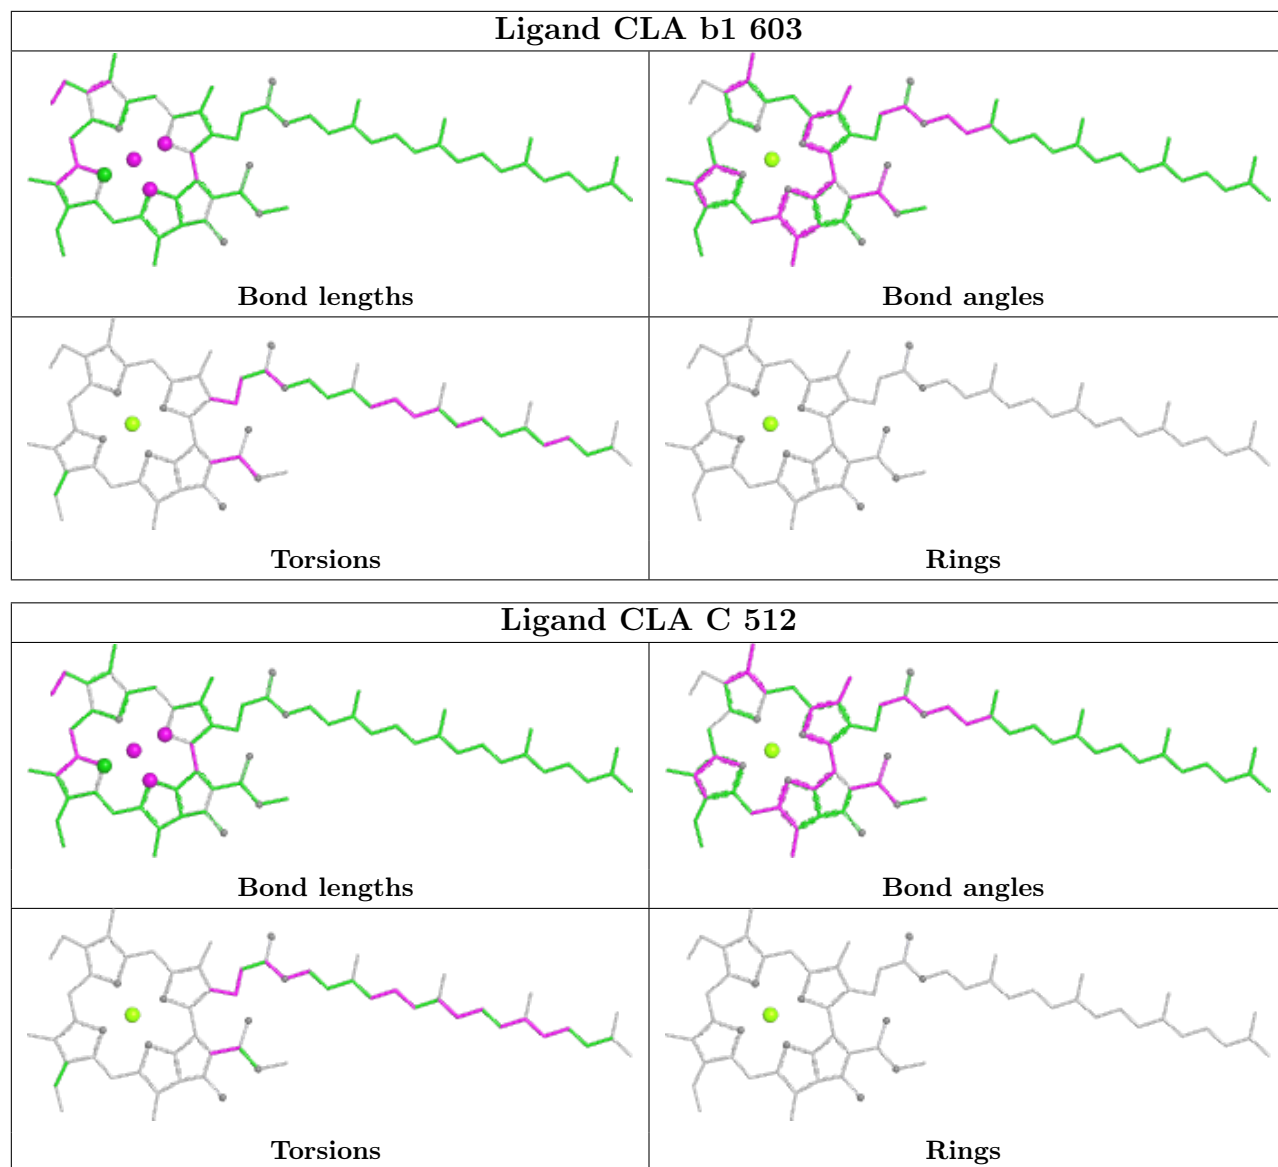 Ligand CLA b1 603
Bond lengths
Bond angles
Torsions
Rings
Ligand CLA C 512
Bond lengths
Bond angles
Torsions
Rings